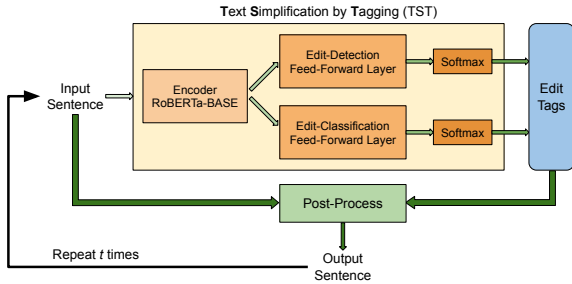 Text Simplification by Tagging (TST)
Input
Sentence
Encoder
RoBERTa-BASE
Edit-Detection
Feed-Forward Layer
Softmax
Edit-Classification
Feed-Forward Layer
Softmax
Edit
Tags
Post-Process
Repeat t times
Output
Sentence